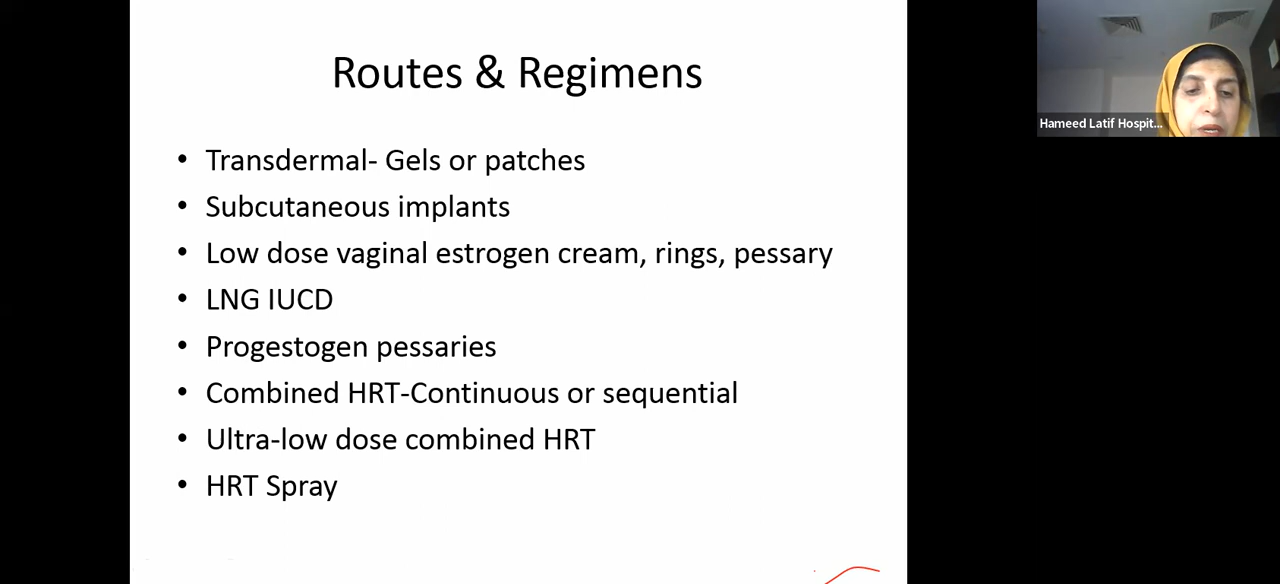 Routes & Regimens
• Transdermal- Gels or patches
• Subcutaneous implants
• Low dose vaginal estrogen cream, rings, pessary
• LNG IUCD
• Progestogen pessaries
• Combined HRT-Continuous or sequential
• Ultra-low dose combined HRT
• HRT Spray
Hameed Latif Hospit...